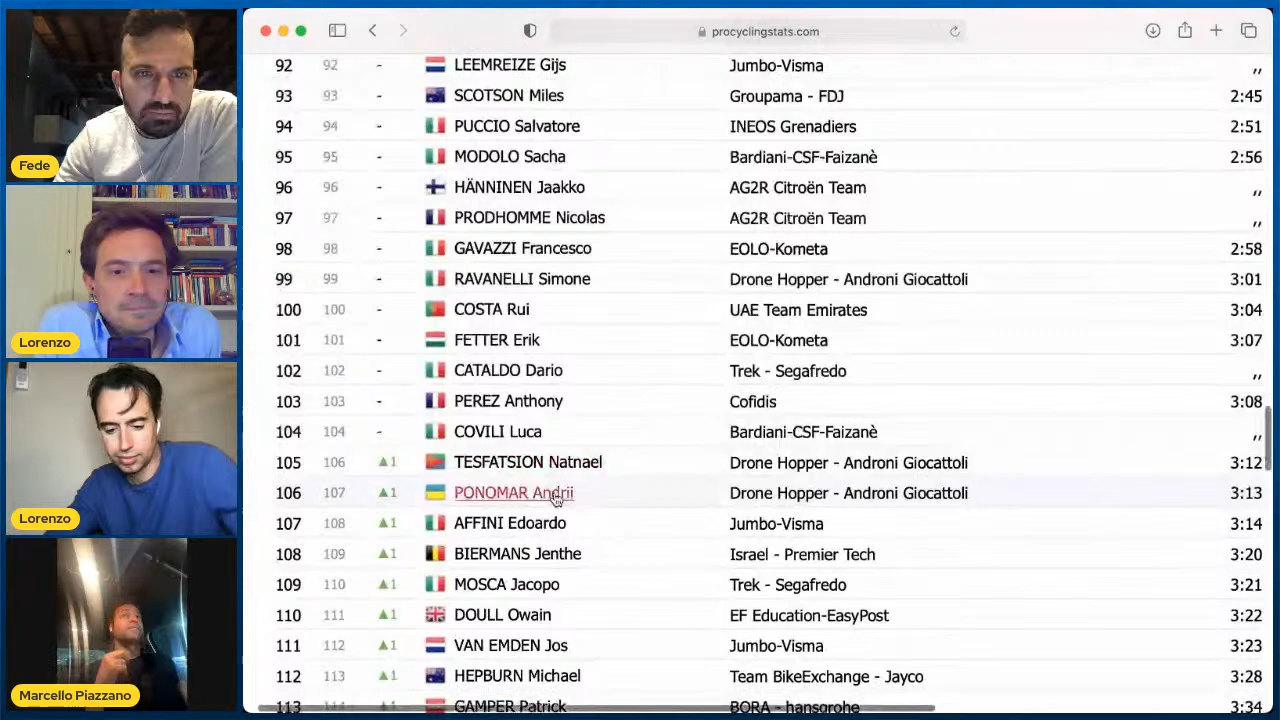 procyclingstats.com
92 92 - LEEMREIZE Gijs Jumbo-Visma ,,
93 93 - SCOTSON Miles Groupama - FDJ 2:45
94 94 - PUCCIO Salvatore INEOS Grenadiers 2:51
95 95 - MODOLO Sacha Bardiani-CSF-Faizanè 2:56
96 96 - HÄNNINEN Jaakko AG2R Citroën Team ,,
97 97 - PRODHOMME Nicolas AG2R Citroën Team ,,
98 98 - GAVAZZI Francesco EOLO-Kometa 2:58
99 99 - RAVANELLI Simone Drone Hopper - Androni Giocattoli 3:01
100 100 - COSTA Rui UAE Team Emirates 3:04
101 101 - FETTER Erik EOLO-Kometa 3:07
102 102 - CATALDO Dario Trek - Segafredo ,,
103 103 - PEREZ Anthony Cofidis 3:08
104 104 - COVILI Luca Bardiani-CSF-Faizanè ,,
105 106 ▲1 TESFATSION Natnael Drone Hopper - Androni Giocattoli 3:12
106 107 ▲1 PONOMAR Andrii Drone Hopper - Androni Giocattoli 3:13
107 108 ▲1 AFFINI Edoardo Jumbo-Visma 3:14
108 109 ▲1 BIERMANS Jenthe Israel - Premier Tech 3:20
109 110 ▲1 MOSCA Jacopo Trek - Segafredo 3:21
110 111 ▲1 DOULL Owain EF Education-EasyPost 3:22
111 112 ▲1 VAN EMDEN Jos Jumbo-Visma 3:23
112 113 ▲1 HEPBURN Michael Team BikeExchange - Jayco 3:28
113 114 ▲1 GAMPER Patrick BORA - hansgrohe 3:34
Fede
Lorenzo
Lorenzo
Marcello Piazzano